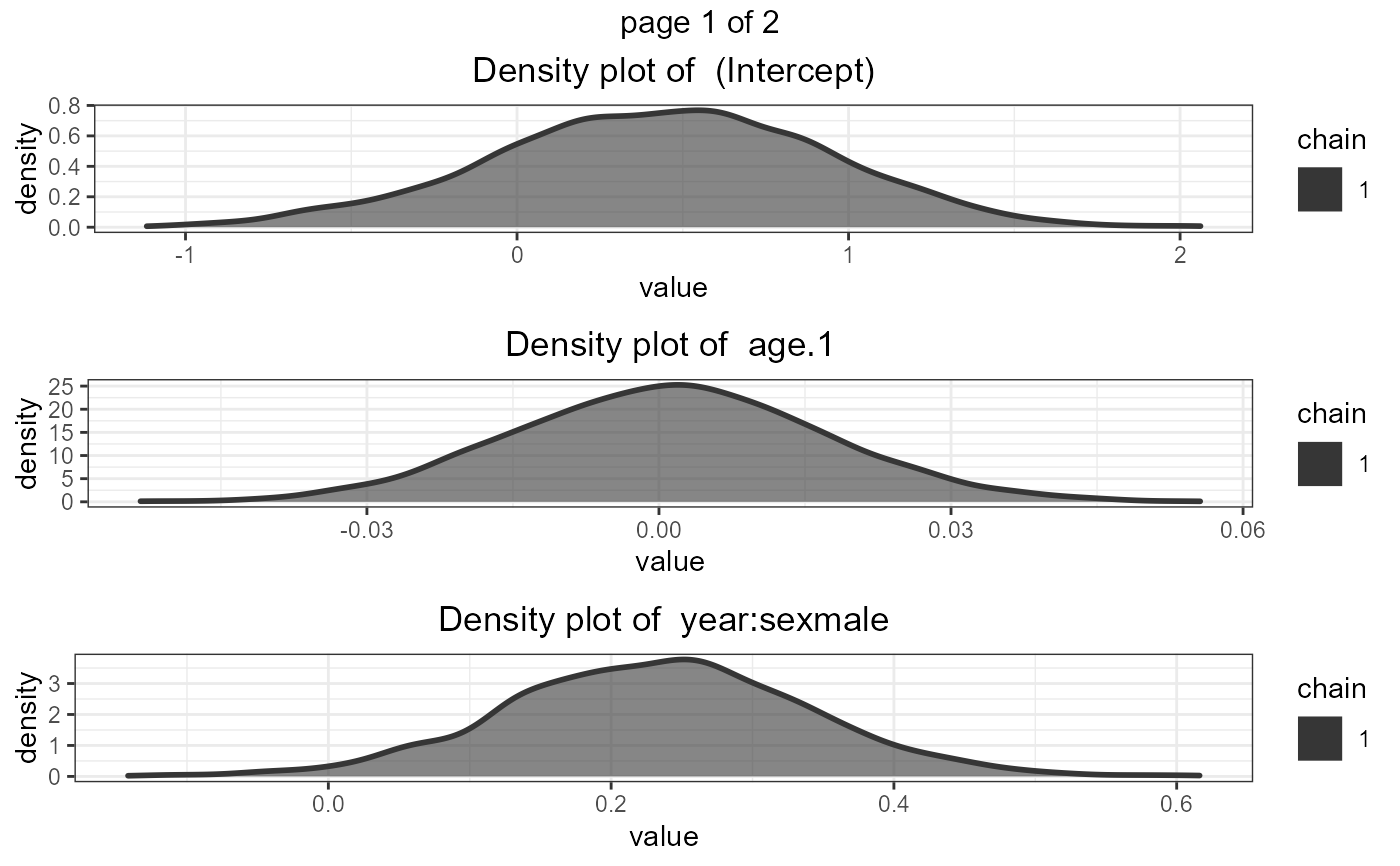 page 1 of 2
Density plot of  (Intercept)
density
0.8
0.6
0.4
0.2
0.0
-1 0 1 2
value
chain
1
Density plot of  age.1
density
25
20
15
10
5
0
-0.03 0.00 0.03 0.06
value
chain
1
Density plot of  year:sexmale
density
3
2
1
0
0.0 0.2 0.4 0.6
value
chain
1